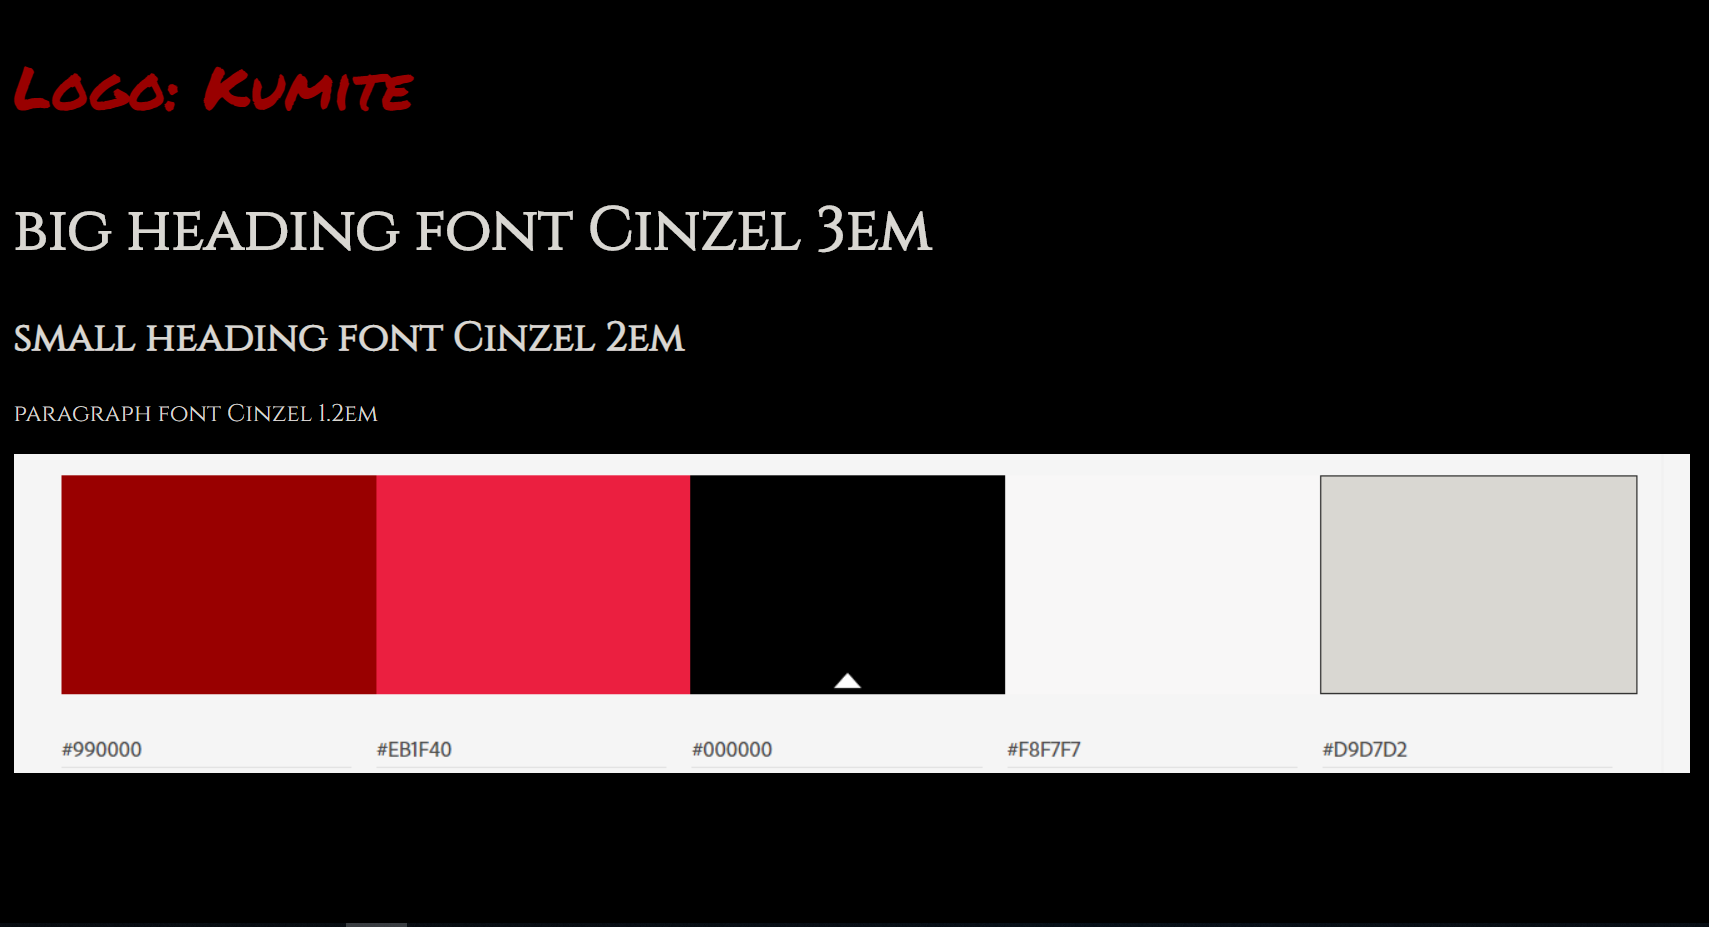 Logo: Kumite
big heading font Cinzel 3em
small heading font Cinzel 2em
paragraph font Cinzel 1.2em
#990000 #EB1F40 #000000 #F8F7F7 #D9D7D2